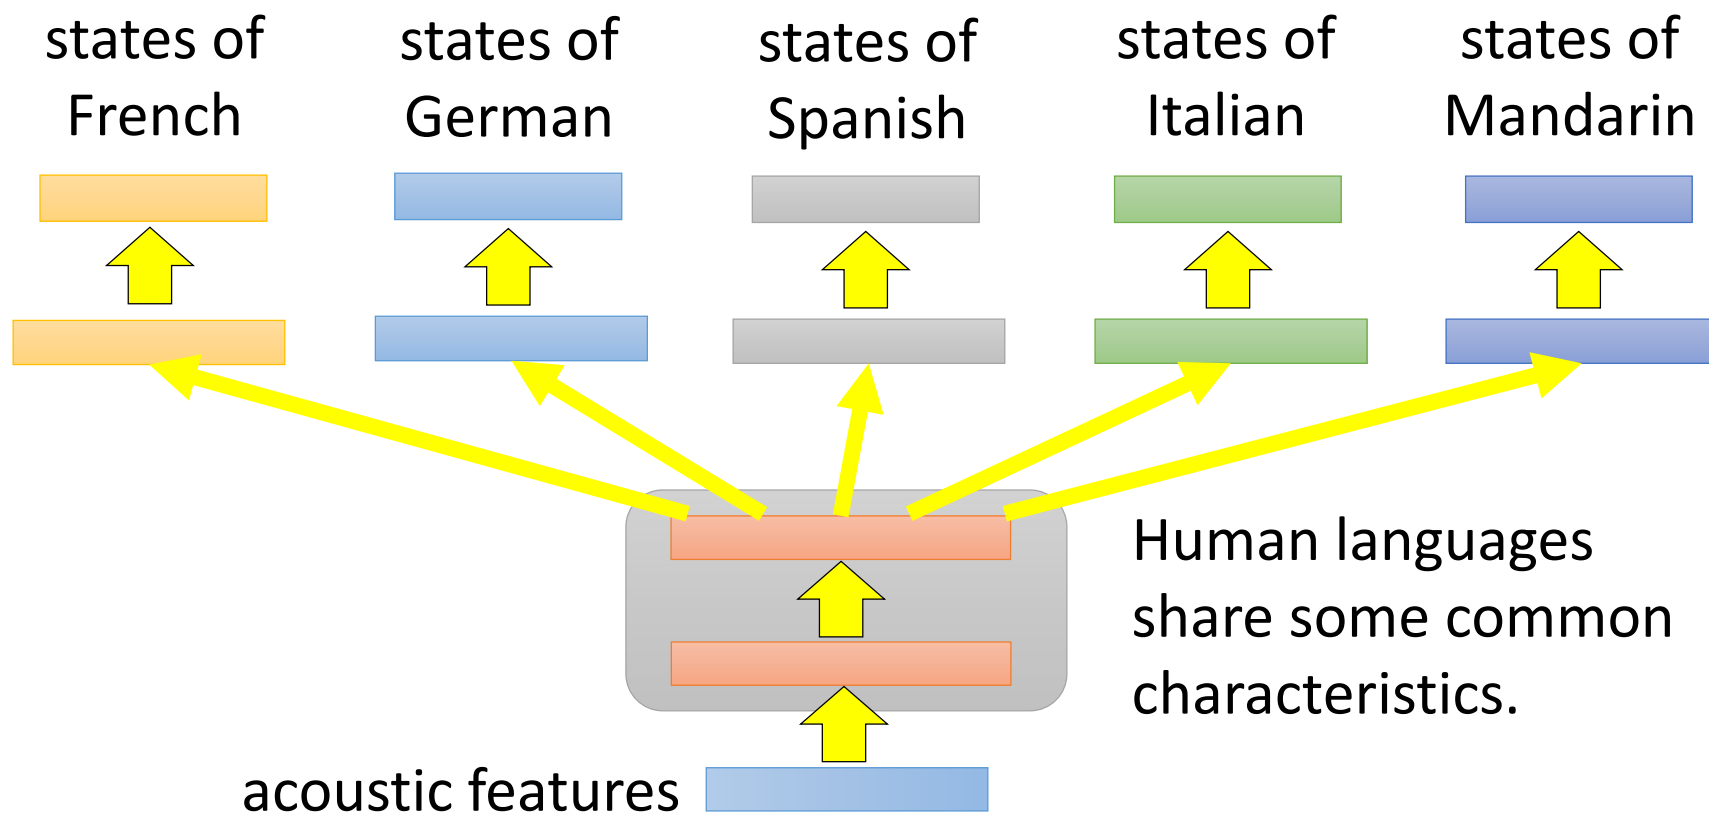 states of
French
states of
German
states of
Spanish
states of
Italian
states of
Mandarin
Human languages
share some common
characteristics.
acoustic features